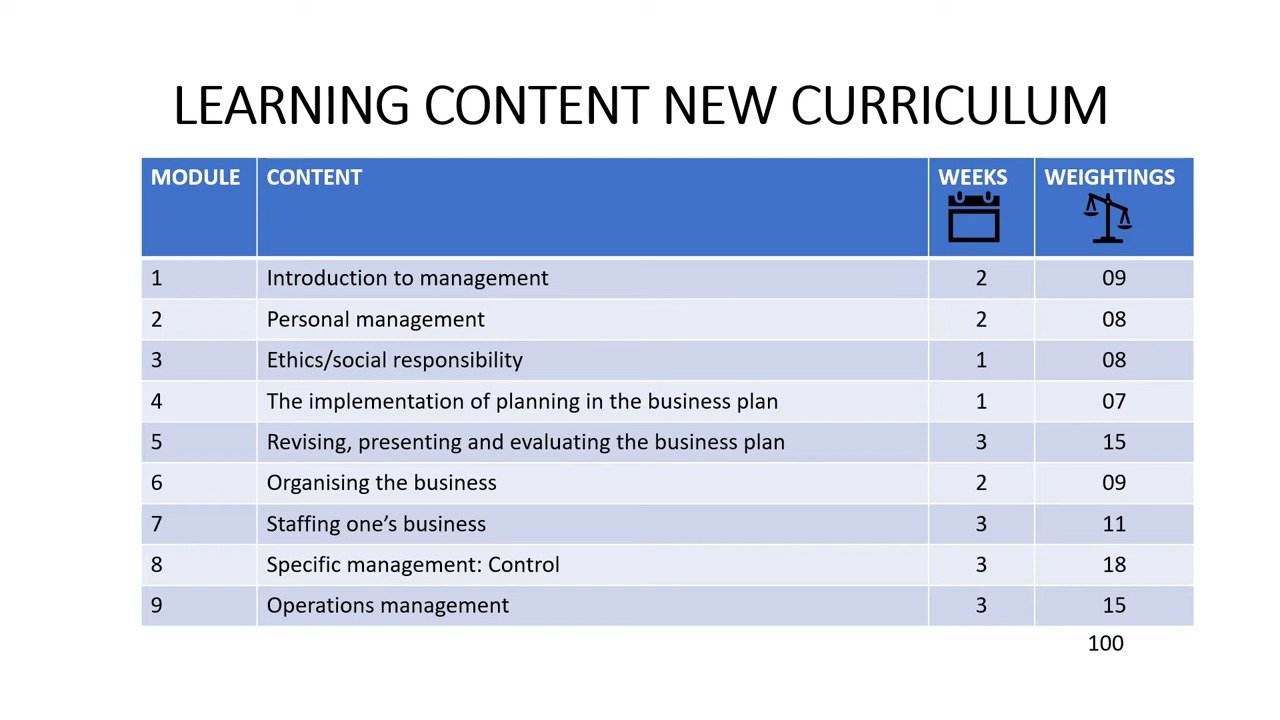 LEARNING CONTENT NEW CURRICULUM
MODULE CONTENT WEEKS WEIGHTINGS
1 Introduction to management 2 09
2 Personal management 2 08
3 Ethics/social responsibility 1 08
4 The implementation of planning in the business plan 1 07
5 Revising, presenting and evaluating the business plan 3 15
6 Organising the business 2 09
7 Staffing one’s business 3 11
8 Specific management: Control 3 18
9 Operations management 3 15
100